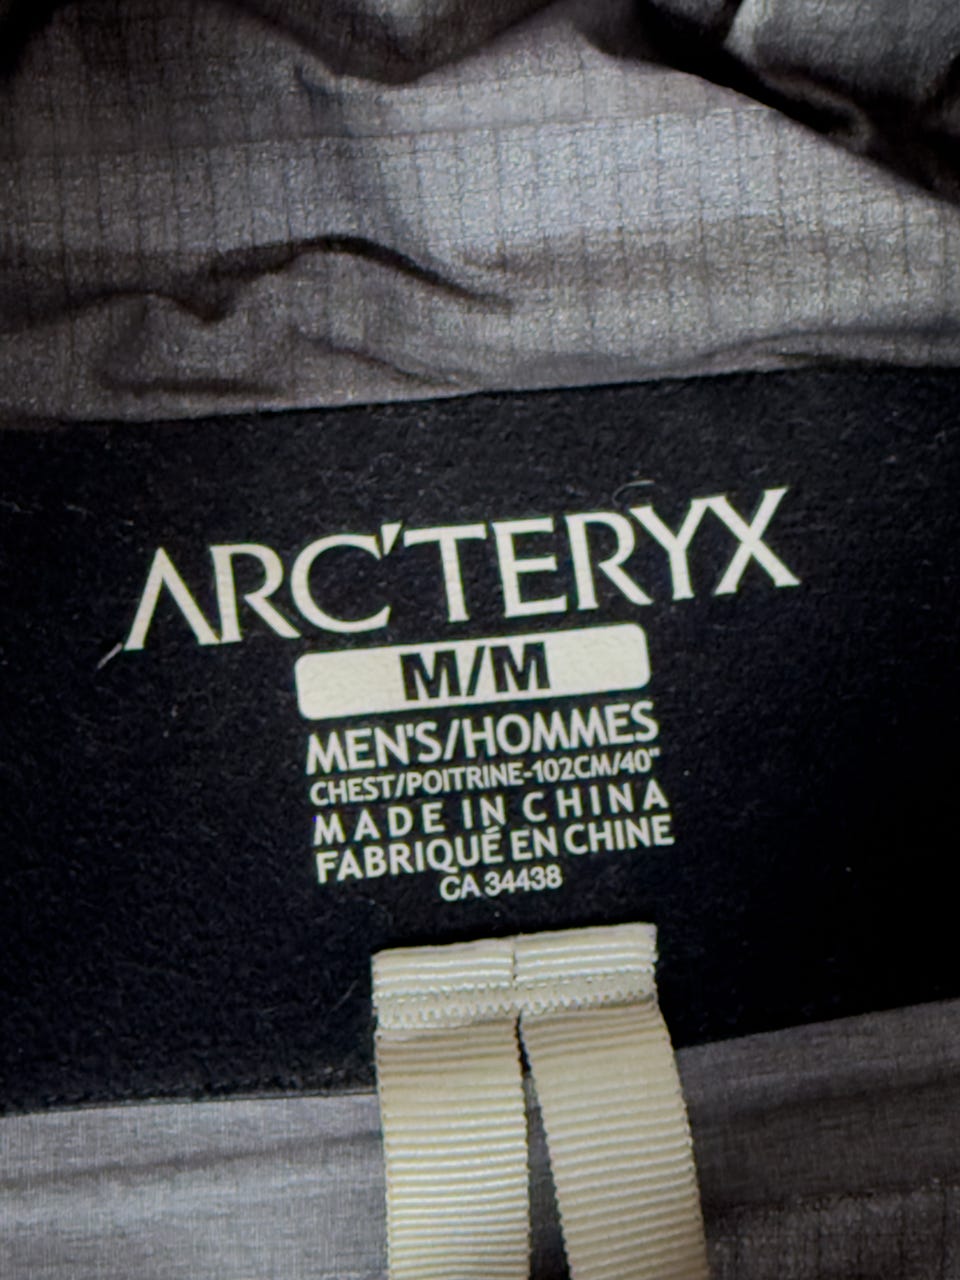 ARC'TERYX
M/M
MEN'S/HOMMES
CHEST/POITRINE-102CM/40"
MADE IN CHINA
FABRIQUÉ EN CHINE
CA 34438